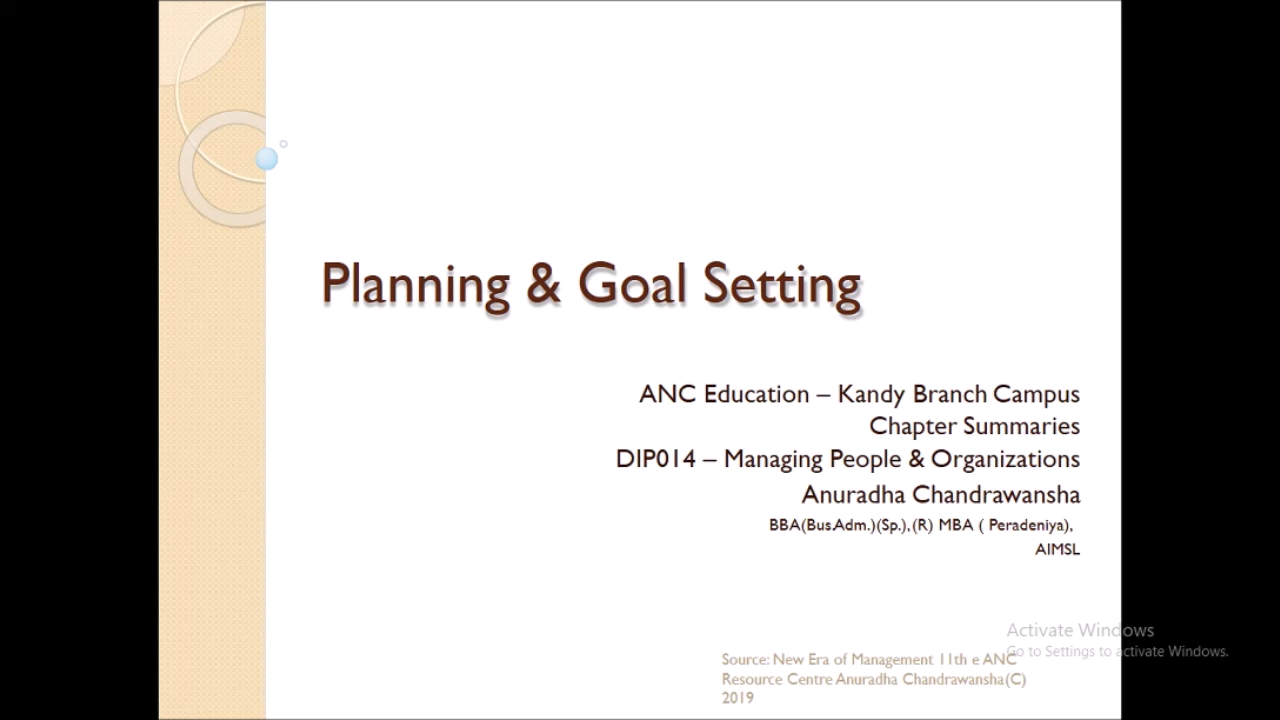 Planning & Goal Setting
ANC Education – Kandy Branch Campus
Chapter Summaries
DIP014 – Managing People & Organizations
Anuradha Chandrawansha
BBA(Bus.Adm.)(Sp.),(R) MBA ( Peradeniya),
AIMSL
Activate Windows
Go to Settings to activate Windows.
Source: New Era of Management 11th e ANC
Resource Centre Anuradha Chandrawansha(C)
2019